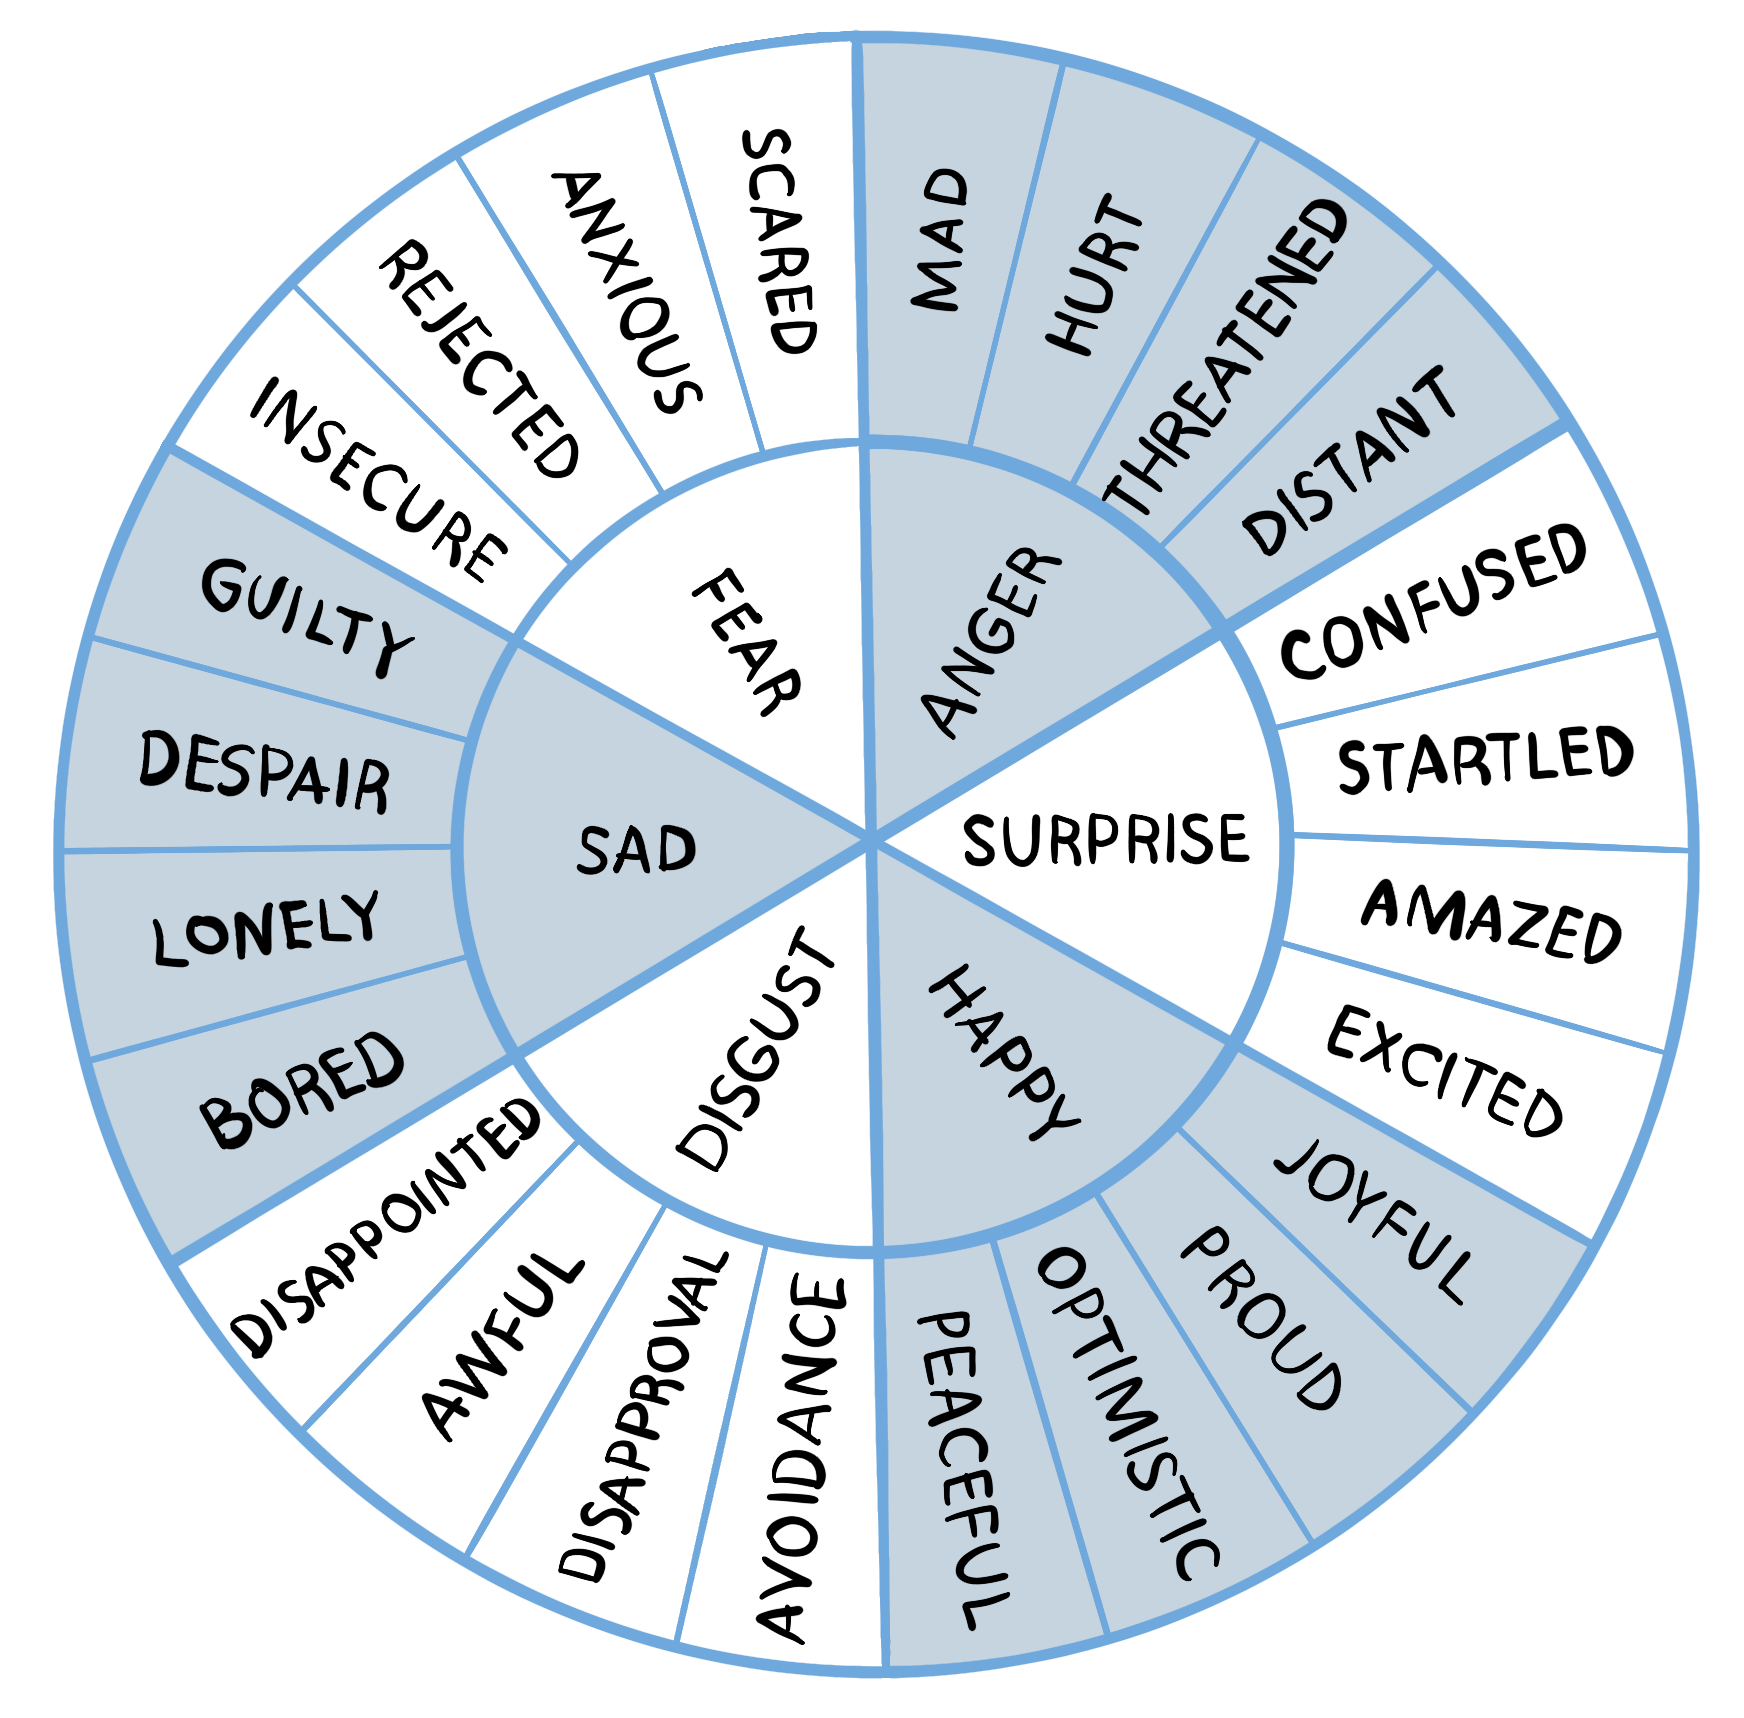 MAD
HURT
THREATENED
DISTANT
CONFUSED
STARTLED
AMAZED
EXCITED
JOYFUL
PROUD
OPTIMISTIC
PEACEFUL
AVOIDANCE
DISAPPROVAL
AWFUL
DISAPPOINTED
BORED
LONELY
DESPAIR
GUILTY
INSECURE
REJECTED
ANXIOUS
SCARED
ANGER
SURPRISE
HAPPY
DISGUST
SAD
FEAR